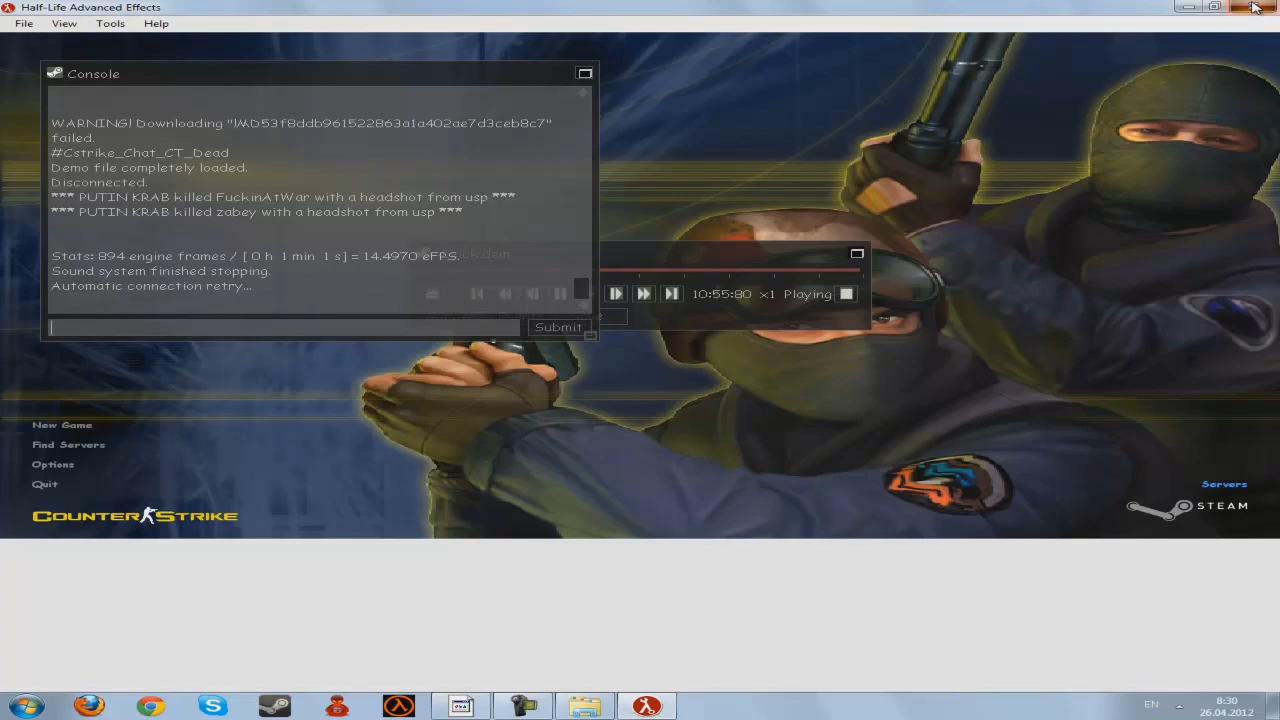 Half-Life Advanced Effects
File View Tools Help
Console
WARNING! Downloading "!MD53f8ddb961522863a1a402ae7d3ceb8c7"
failed.
#Cstrike_Chat_CT_Dead
Demo file completely loaded.
Disconnected.
*** PUTIN KRAB killed FuckinAtWar with a headshot from usp ***
*** PUTIN KRAB killed zabey with a headshot from usp ***
Stats: 894 engine frames / [ 0 h 1 min 1 s] = 14.4970 eFPS.
Sound system finished stopping.
Automatic connection retry...
Submit
10:55:80 x1 Playing
New Game
Find Servers
Options
Quit
COUNTER STRIKE
Servers
STEAM
EN
8:30
26.04.2012